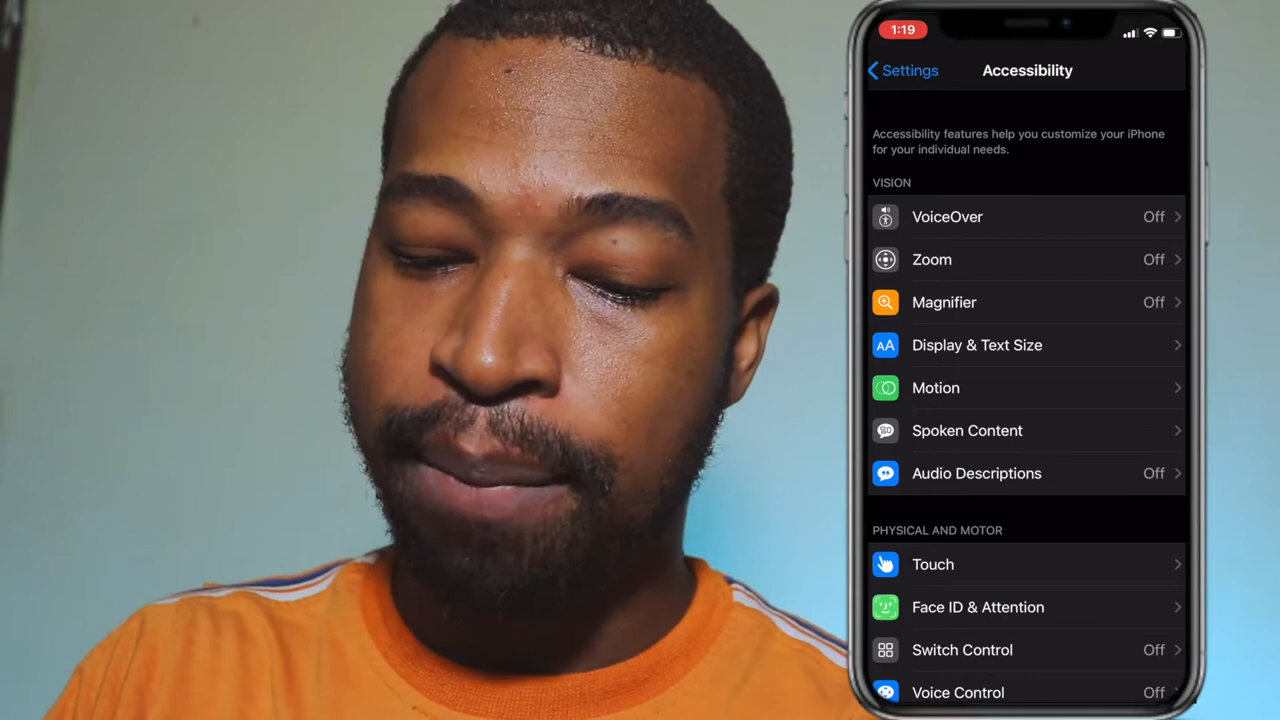 1:19
Settings
Accessibility
Accessibility features help you customize your iPhone
for your individual needs.
VISION
VoiceOver Off
Zoom Off
Magnifier Off
AA Display & Text Size
Motion
Spoken Content
Audio Descriptions Off
PHYSICAL AND MOTOR
Touch
Face ID & Attention
Switch Control Off
Voice Control Off